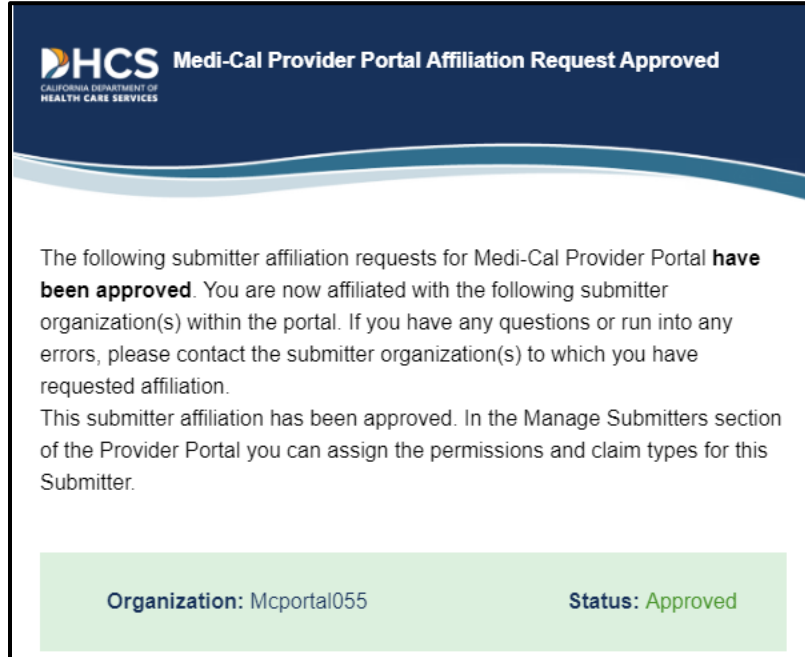 DHCS
CALIFORNIA DEPARTMENT OF
HEALTH CARE SERVICES
Medi-Cal Provider Portal Affiliation Request Approved
The following submitter affiliation requests for Medi-Cal Provider Portal have
been approved. You are now affiliated with the following submitter
organization(s) within the portal. If you have any questions or run into any
errors, please contact the submitter organization(s) to which you have
requested affiliation.
This submitter affiliation has been approved. In the Manage Submitters section
of the Provider Portal you can assign the permissions and claim types for this
Submitter.
Organization: Mcportal055 Status: Approved